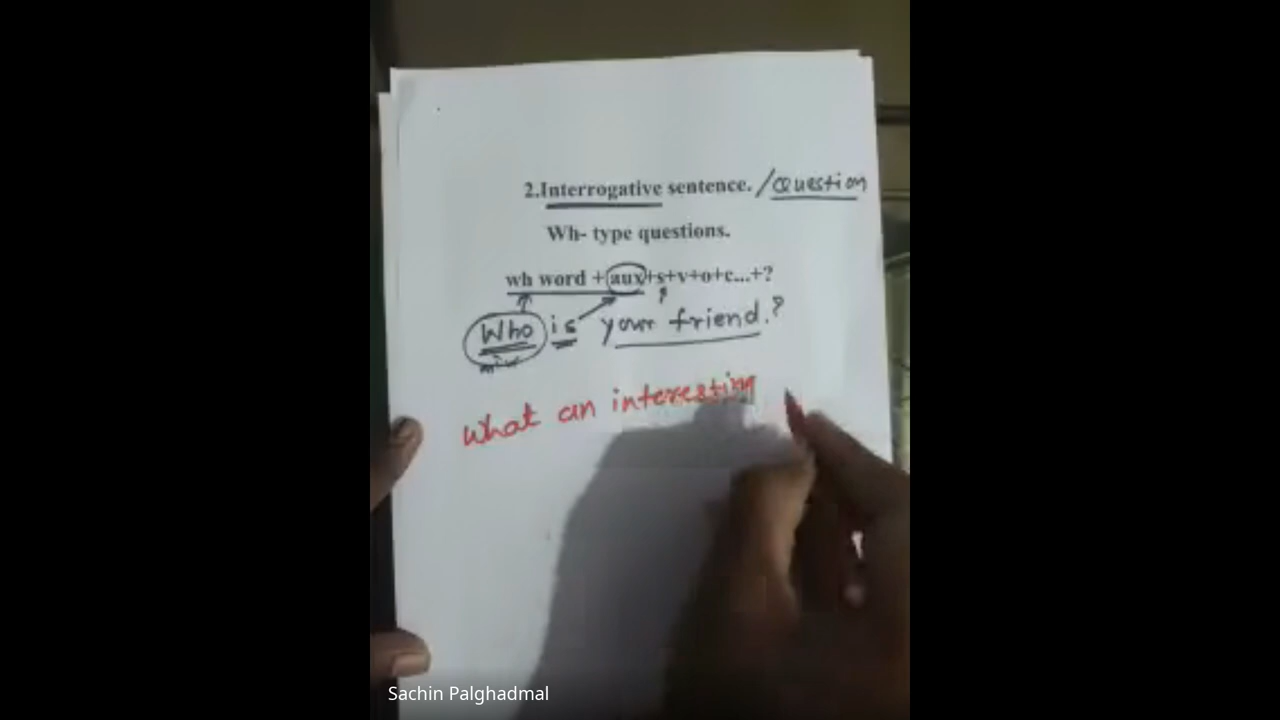 2.Interrogative sentence. /Question
Wh- type questions.
wh word +aux+s+v+o+c...+?
Who is your friend.?
What an interesting
Sachin Palghadmal